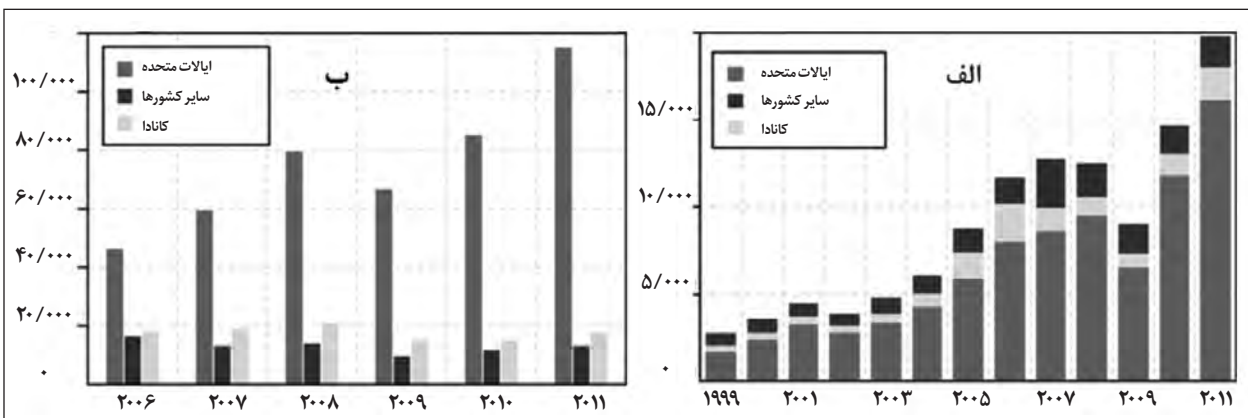 الف
ایالات متحده
سایر کشورها
کانادا
۱۵/۰۰۰
۱۰/۰۰۰
۵/۰۰۰
۰
۱۹۹۹ ۲۰۰۱ ۲۰۰۳ ۲۰۰۵ ۲۰۰۷ ۲۰۰۹ ۲۰۱۱
ب
ایالات متحده
سایر کشورها
کانادا
۱۰۰/۰۰۰
۸۰/۰۰۰
۶۰/۰۰۰
۴۰/۰۰۰
۲۰/۰۰۰
۰
۲۰۰۶ ۲۰۰۷ ۲۰۰۸ ۲۰۰۹ ۲۰۱۰ ۲۰۱۱